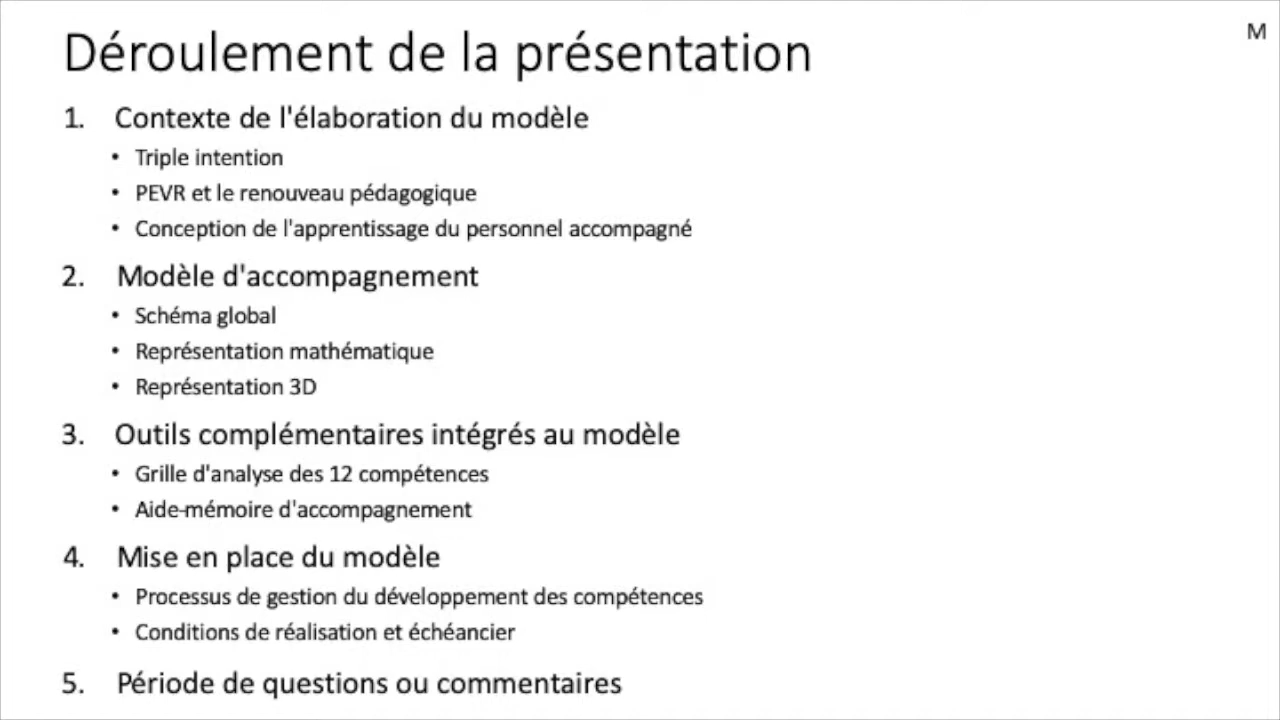 Déroulement de la présentation
M
1. Contexte de l'élaboration du modèle
• Triple intention
• PEVR et le renouveau pédagogique
• Conception de l'apprentissage du personnel accompagné
2. Modèle d'accompagnement
• Schéma global
• Représentation mathématique
• Représentation 3D
3. Outils complémentaires intégrés au modèle
• Grille d'analyse des 12 compétences
• Aide-mémoire d'accompagnement
4. Mise en place du modèle
• Processus de gestion du développement des compétences
• Conditions de réalisation et échéancier
5. Période de questions ou commentaires